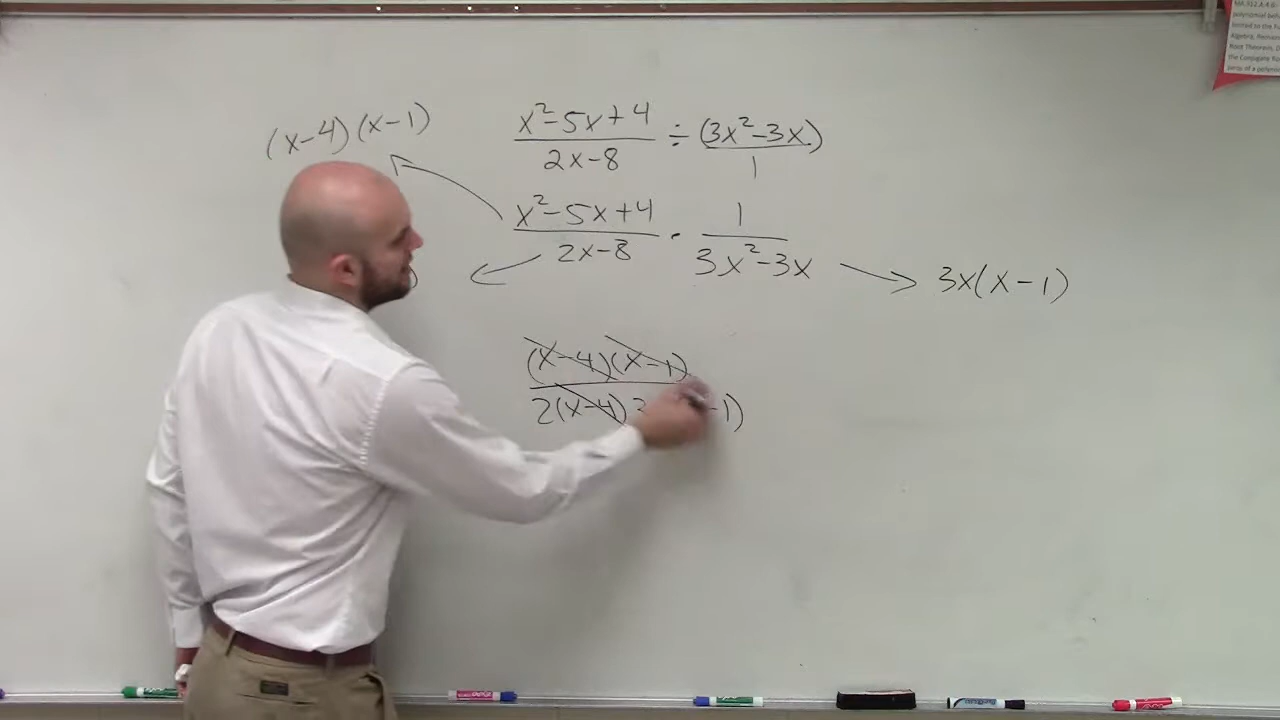 (x-4)(x-1)
x²-5x+4 ÷ (3x²-3x)
2x-8 1
x²-5x+4 · 1
2x-8 3x²-3x
3x(x-1)
(x-4)(x-1)
2(x-4) -1)